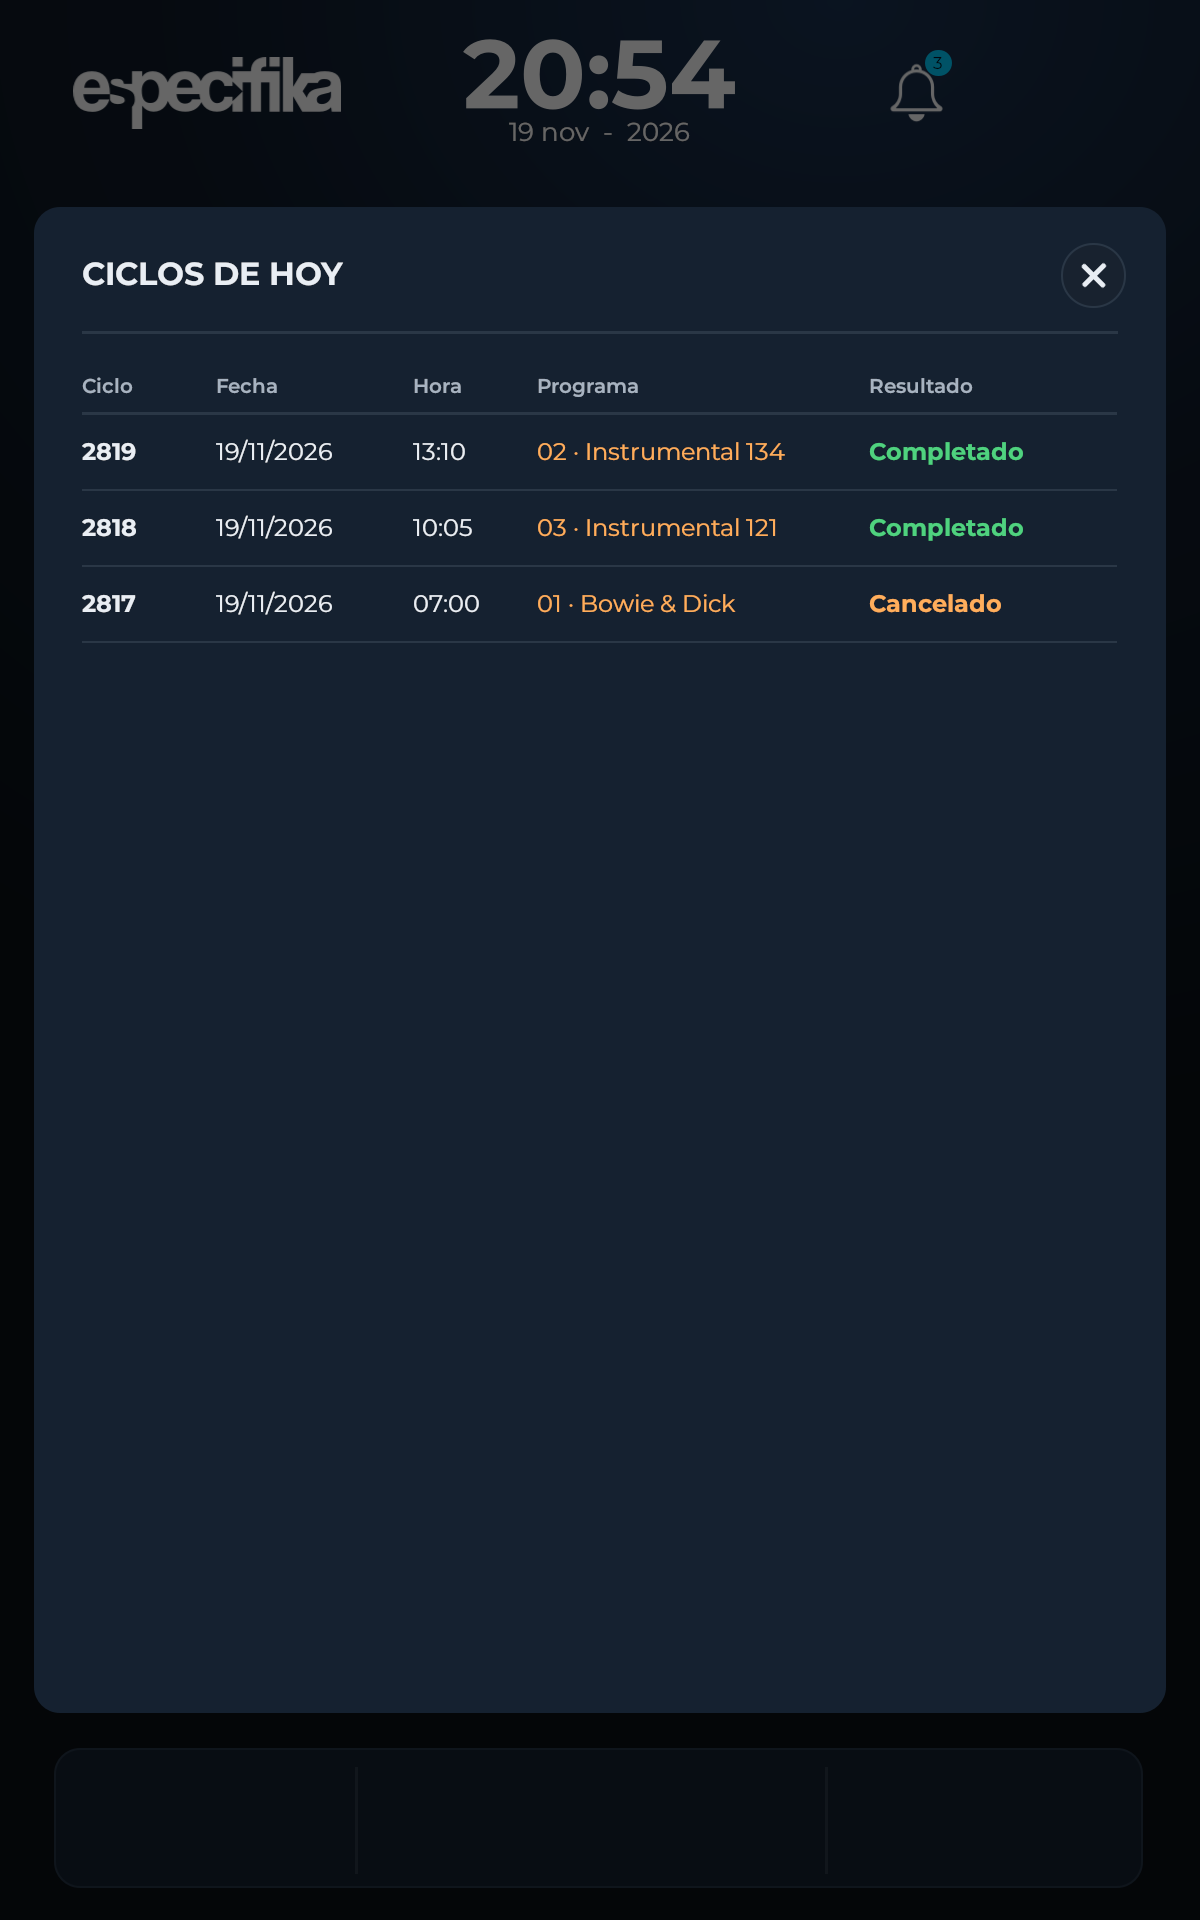 especifika
20:54
19 nov - 2026
3
CICLOS DE HOY
Ciclo Fecha Hora Programa Resultado
2819 19/11/2026 13:10 02 · Instrumental 134 Completado
2818 19/11/2026 10:05 03 · Instrumental 121 Completado
2817 19/11/2026 07:00 01 · Bowie & Dick Cancelado